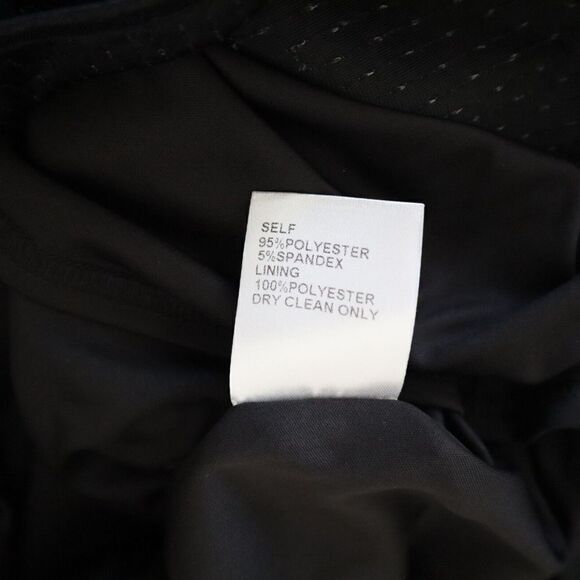 SELF
95%POLYESTER
5%SPANDEX
LINING
100%POLYESTER
DRY CLEAN ONLY